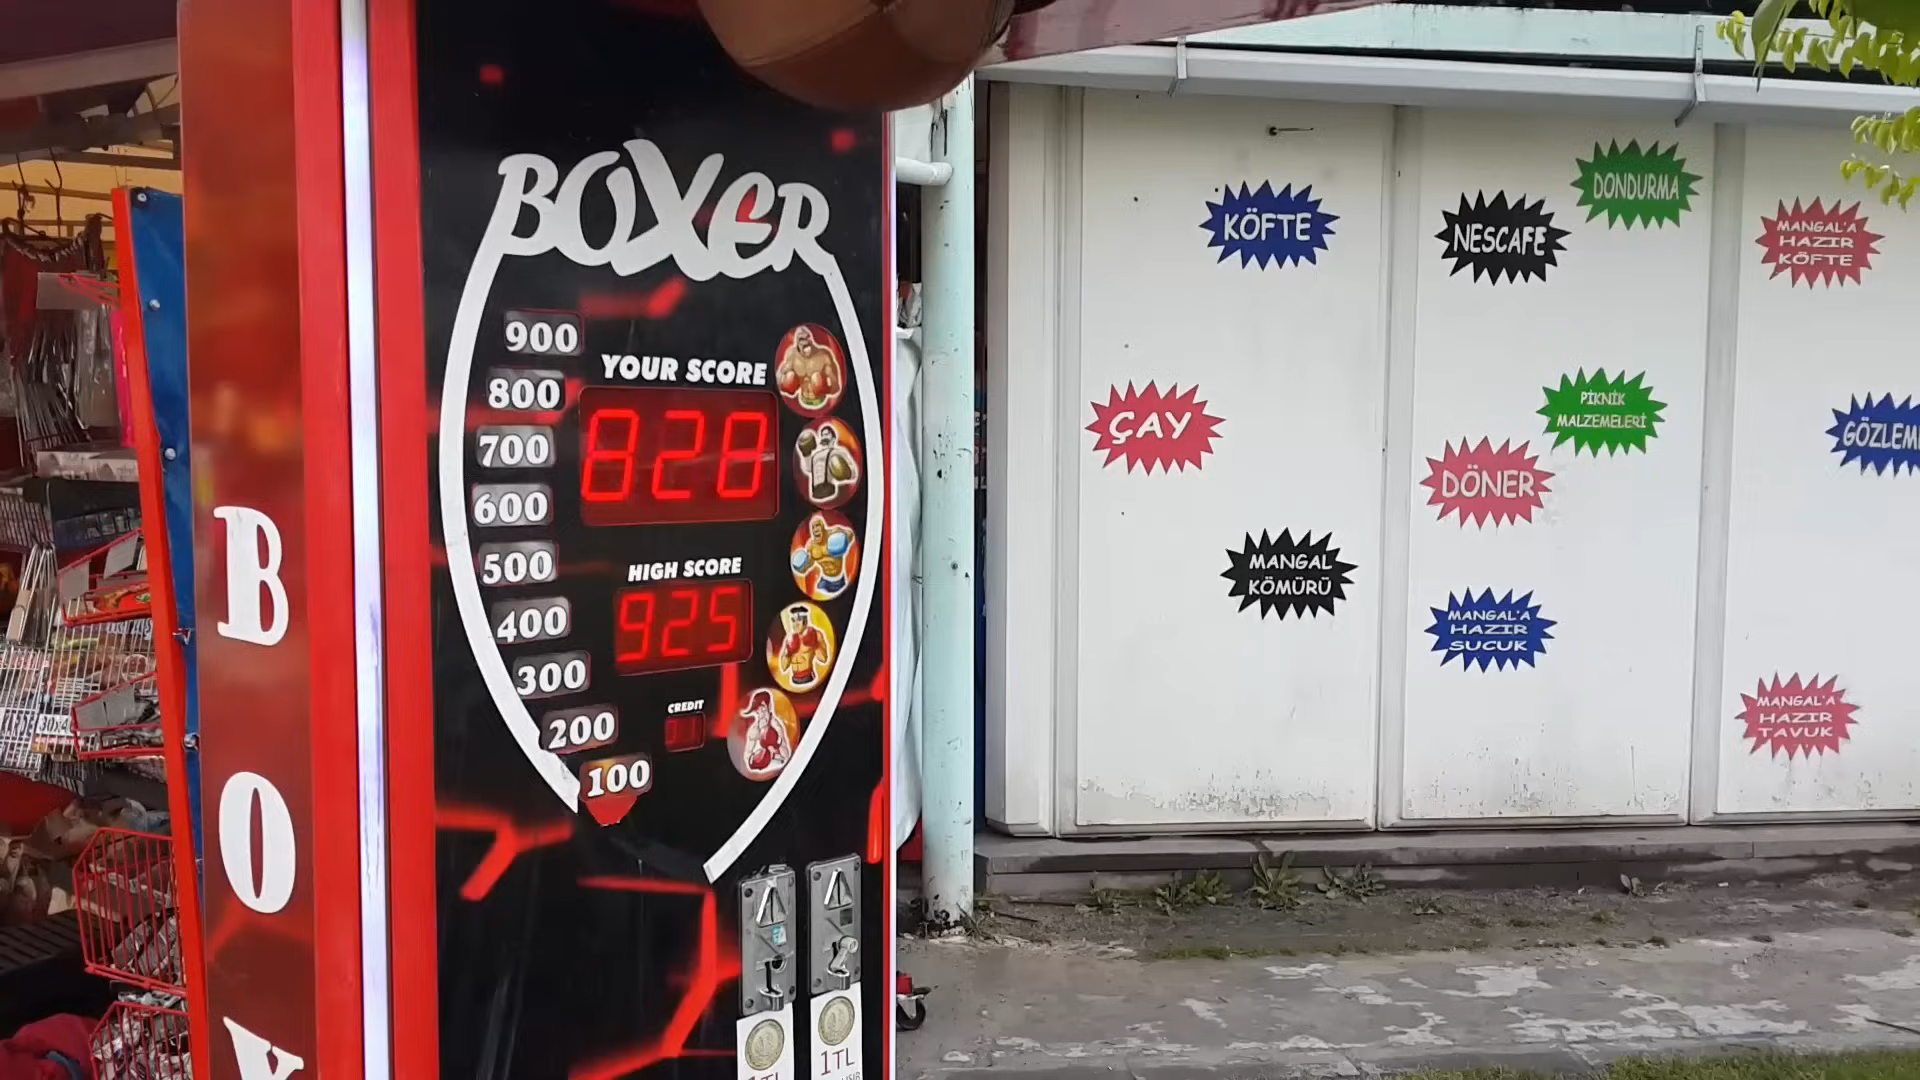 BOXER
900
800
700
600
500
400
300
200
100
YOUR SCORE
828
HIGH SCORE
925
CREDIT
B
O
X
1TL
1TL
KÖFTE
NESCAFE
DONDURMA
MANGAL'A
HAZIR
KÖFTE
ÇAY
PİKNİK
MALZEMELERİ
DÖNER
GÖZLEM
MANGAL
KÖMÜRÜ
MANGAL'A
HAZIR
SUCUK
MANGAL'A
HAZIR
TAVUK